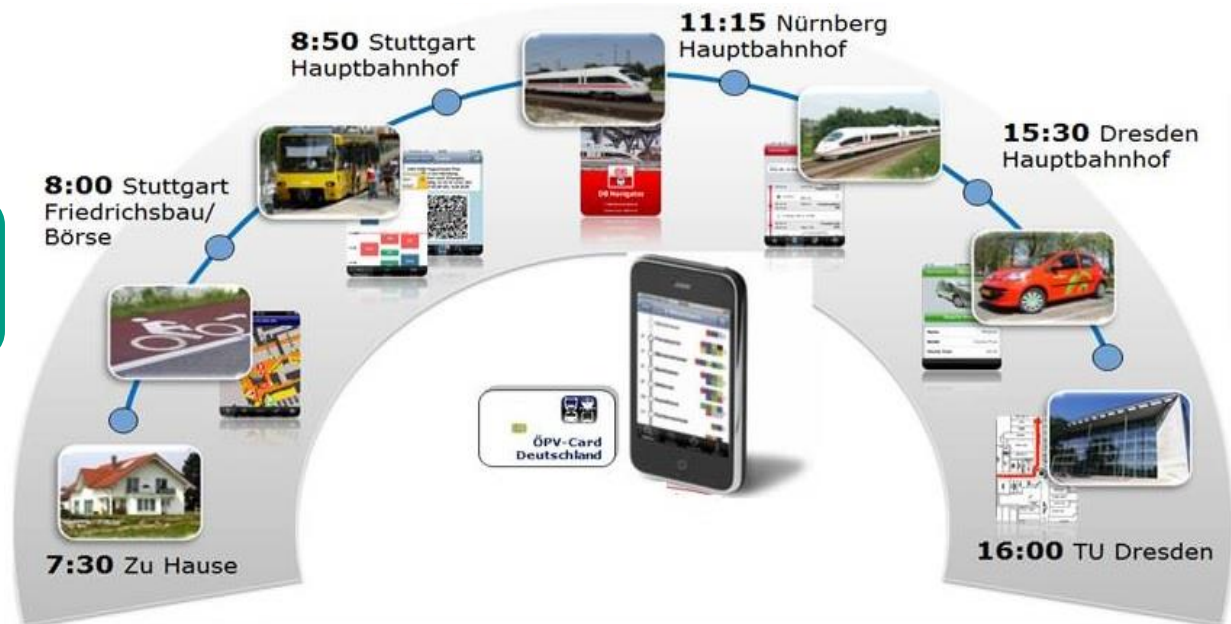 7:30 Zu Hause
8:00 Stuttgart
Friedrichsbau/
Börse
8:50 Stuttgart
Hauptbahnhof
11:15 Nürnberg
Hauptbahnhof
15:30 Dresden
Hauptbahnhof
16:00 TU Dresden
DB Navigator
ÖPV-Card
Deutschland